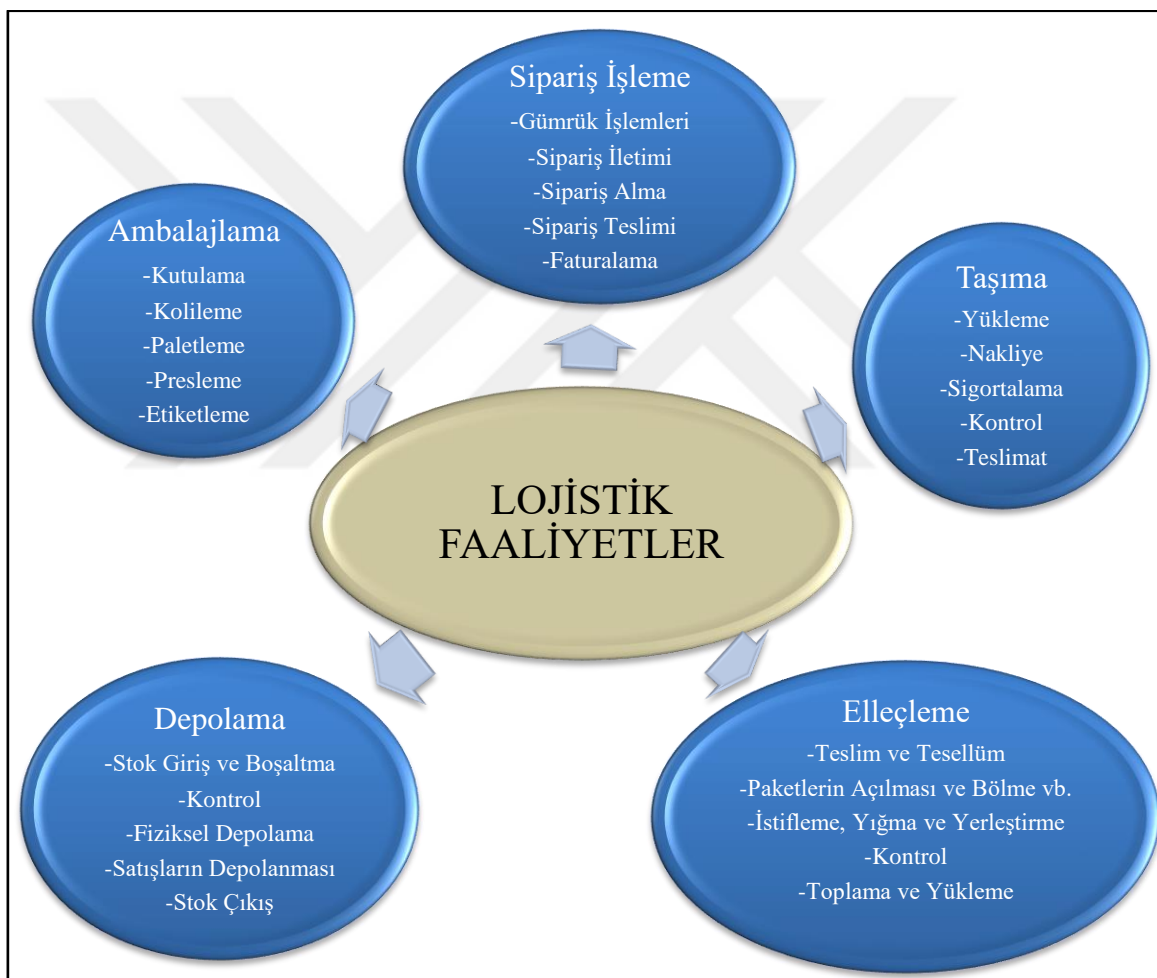 Sipariş İşleme
-Gümrük İşlemleri
-Sipariş İletimi
-Sipariş Alma
-Sipariş Teslimi
-Faturalama
Ambalajlama
-Kutulama
-Kolileme
-Paletleme
-Presleme
-Etiketleme
Taşıma
-Yükleme
-Nakliye
-Sigortalama
-Kontrol
-Teslimat
LOJİSTİK
FAALİYETLER
Depolama
-Stok Giriş ve Boşaltma
-Kontrol
-Fiziksel Depolama
-Satışların Depolanması
-Stok Çıkış
Elleçleme
-Teslim ve Tesellüm
-Paketlerin Açılması ve Bölme vb.
-İstifleme, Yığma ve Yerleştirme
-Kontrol
-Toplama ve Yükleme